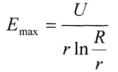 E_max = U / (r ln (R / r))